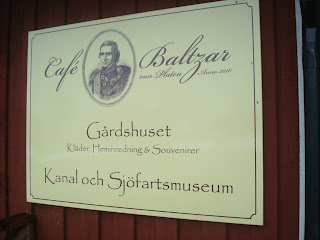 Café Baltzar
von Platen Anno 2010
Gårdshuset
Kläder, Heminredning & Souvenirer
Kanal och Sjöfartsmuseum